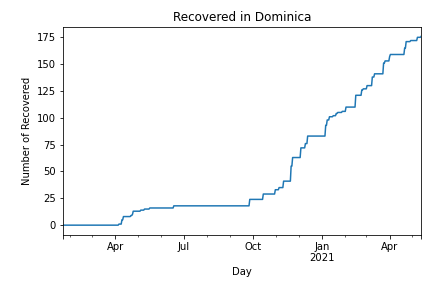 Recovered in Dominica
Number of Recovered
175
150
125
100
75
50
25
0
Apr
Jul
Oct
Jan
2021
Apr
Day